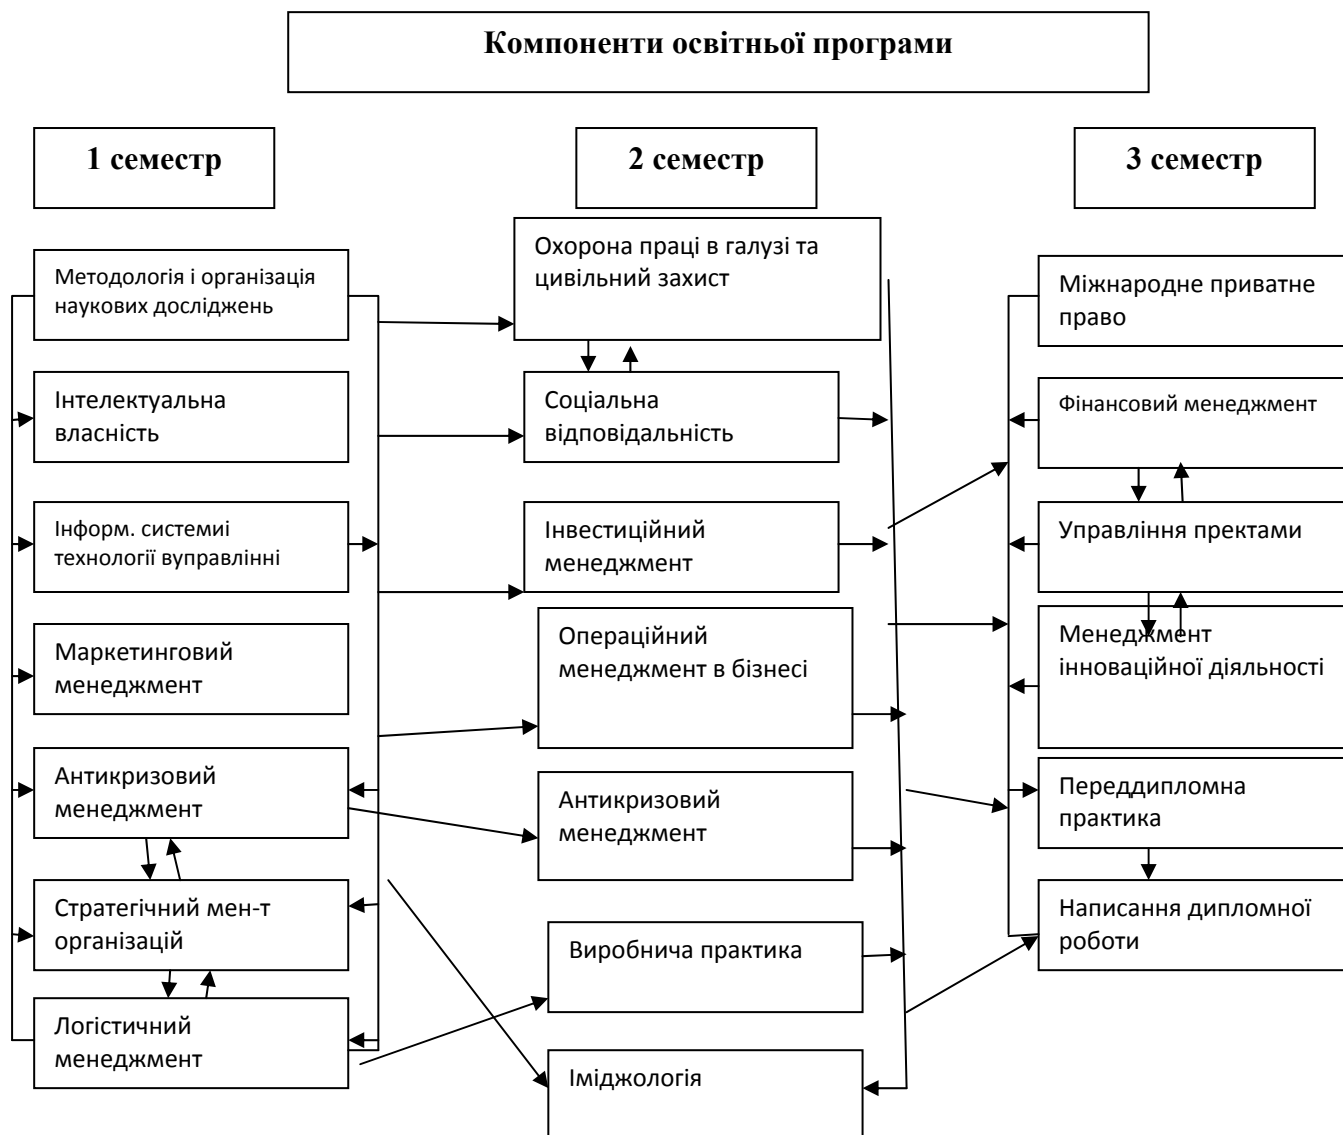 Компоненти освітньої програми
1 семестр
2 семестр
3 семестр
Методологія і організація
наукових досліджень
Інтелектуальна
власність
Інформ. системиі
технології вуправлінні
Маркетинговий
менеджмент
Антикризовий
менеджмент
Стратегічний мен-т
організацій
Логістичний
менеджмент
Охорона праці в галузі та
цивільний захист
Соціальна
відповідальність
Інвестиційний
менеджмент
Операційний
менеджмент в бізнесі
Антикризовий
менеджмент
Виробнича практика
Іміджологія
Міжнародне приватне
право
Фінансовий менеджмент
Управління пректами
Менеджмент
інноваційної діяльності
Переддипломна
практика
Написання дипломної
роботи